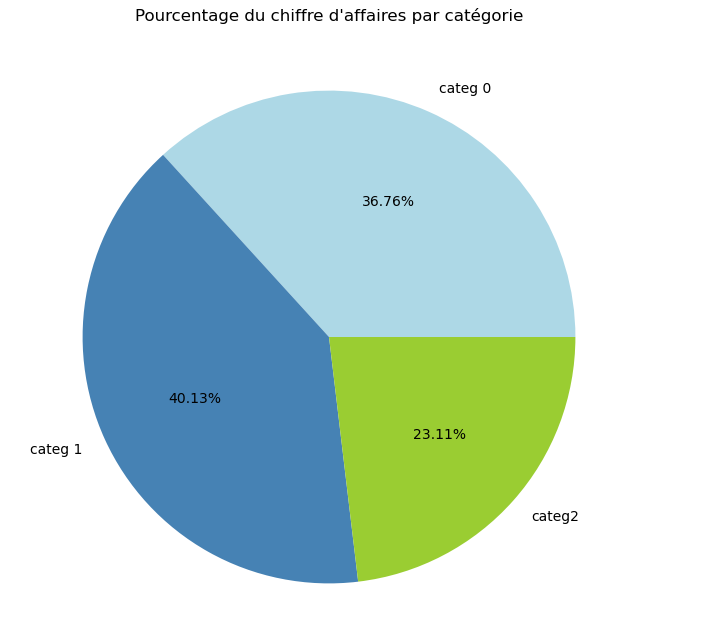 Pourcentage du chiffre d'affaires par catégorie
categ 0
36.76%
40.13%
23.11%
categ 1
categ2